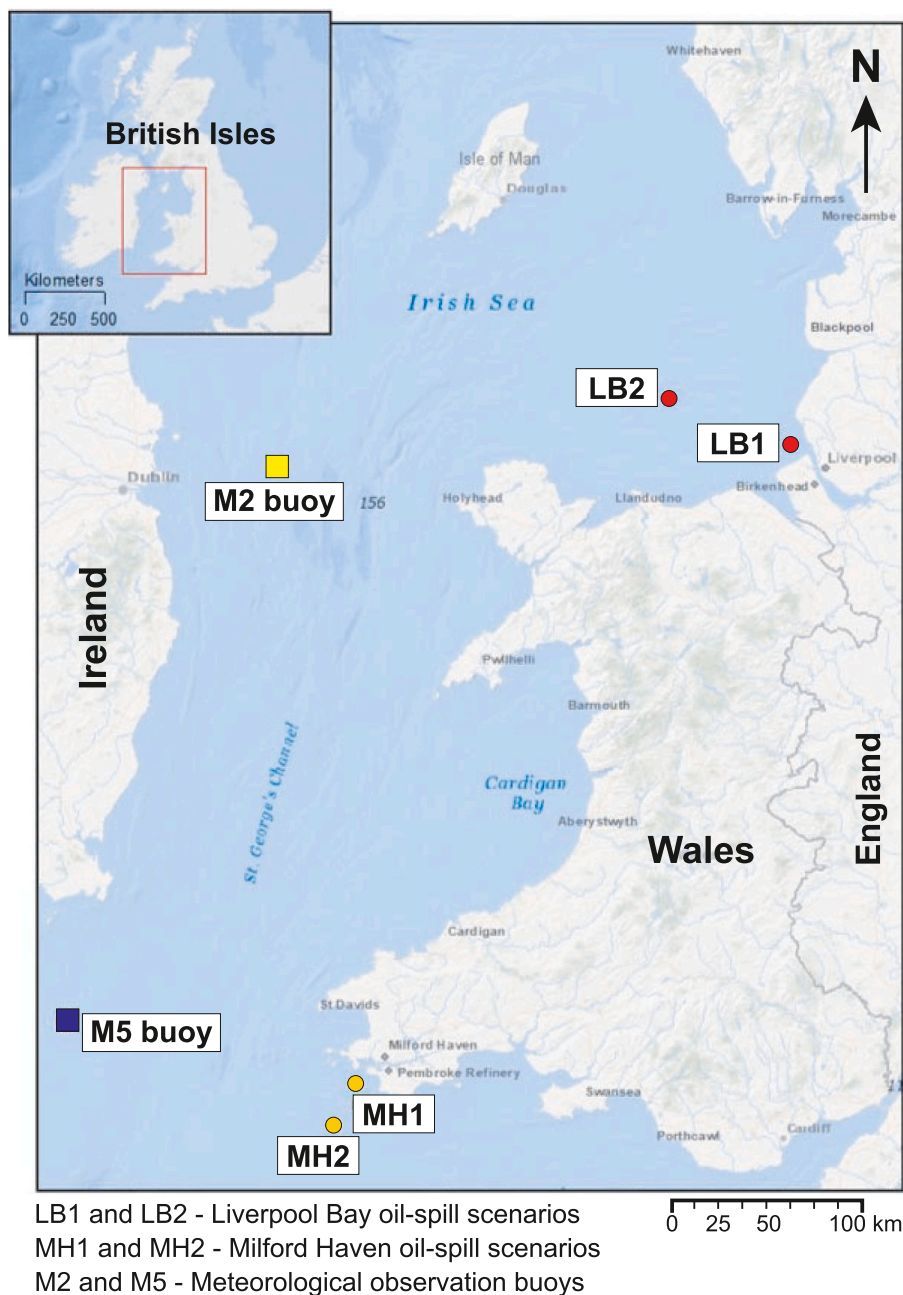 British Isles
Kilometers
0 250 500
Whitehaven
N
Isle of Man
Douglas
Barrow-in-Furness
Morecambe
Irish Sea
Blackpool
LB2
LB1
Liverpool
Birkenhead
Dublin
M2 buoy
156
Holyhead
Llandudno
Ireland
Pwllheli
Barmouth
St. George's Channel
Cardigan
Bay
England
Aberystwyth
Wales
Cardigan
St Davids
M5 buoy
Milford Haven
Pembroke Refinery
MH1
Swansea
11
MH2
Porthcawl
Cardiff
LB1 and LB2 - Liverpool Bay oil-spill scenarios
0 25 50 100 km
MH1 and MH2 - Milford Haven oil-spill scenarios
M2 and M5 - Meteorological observation buoys